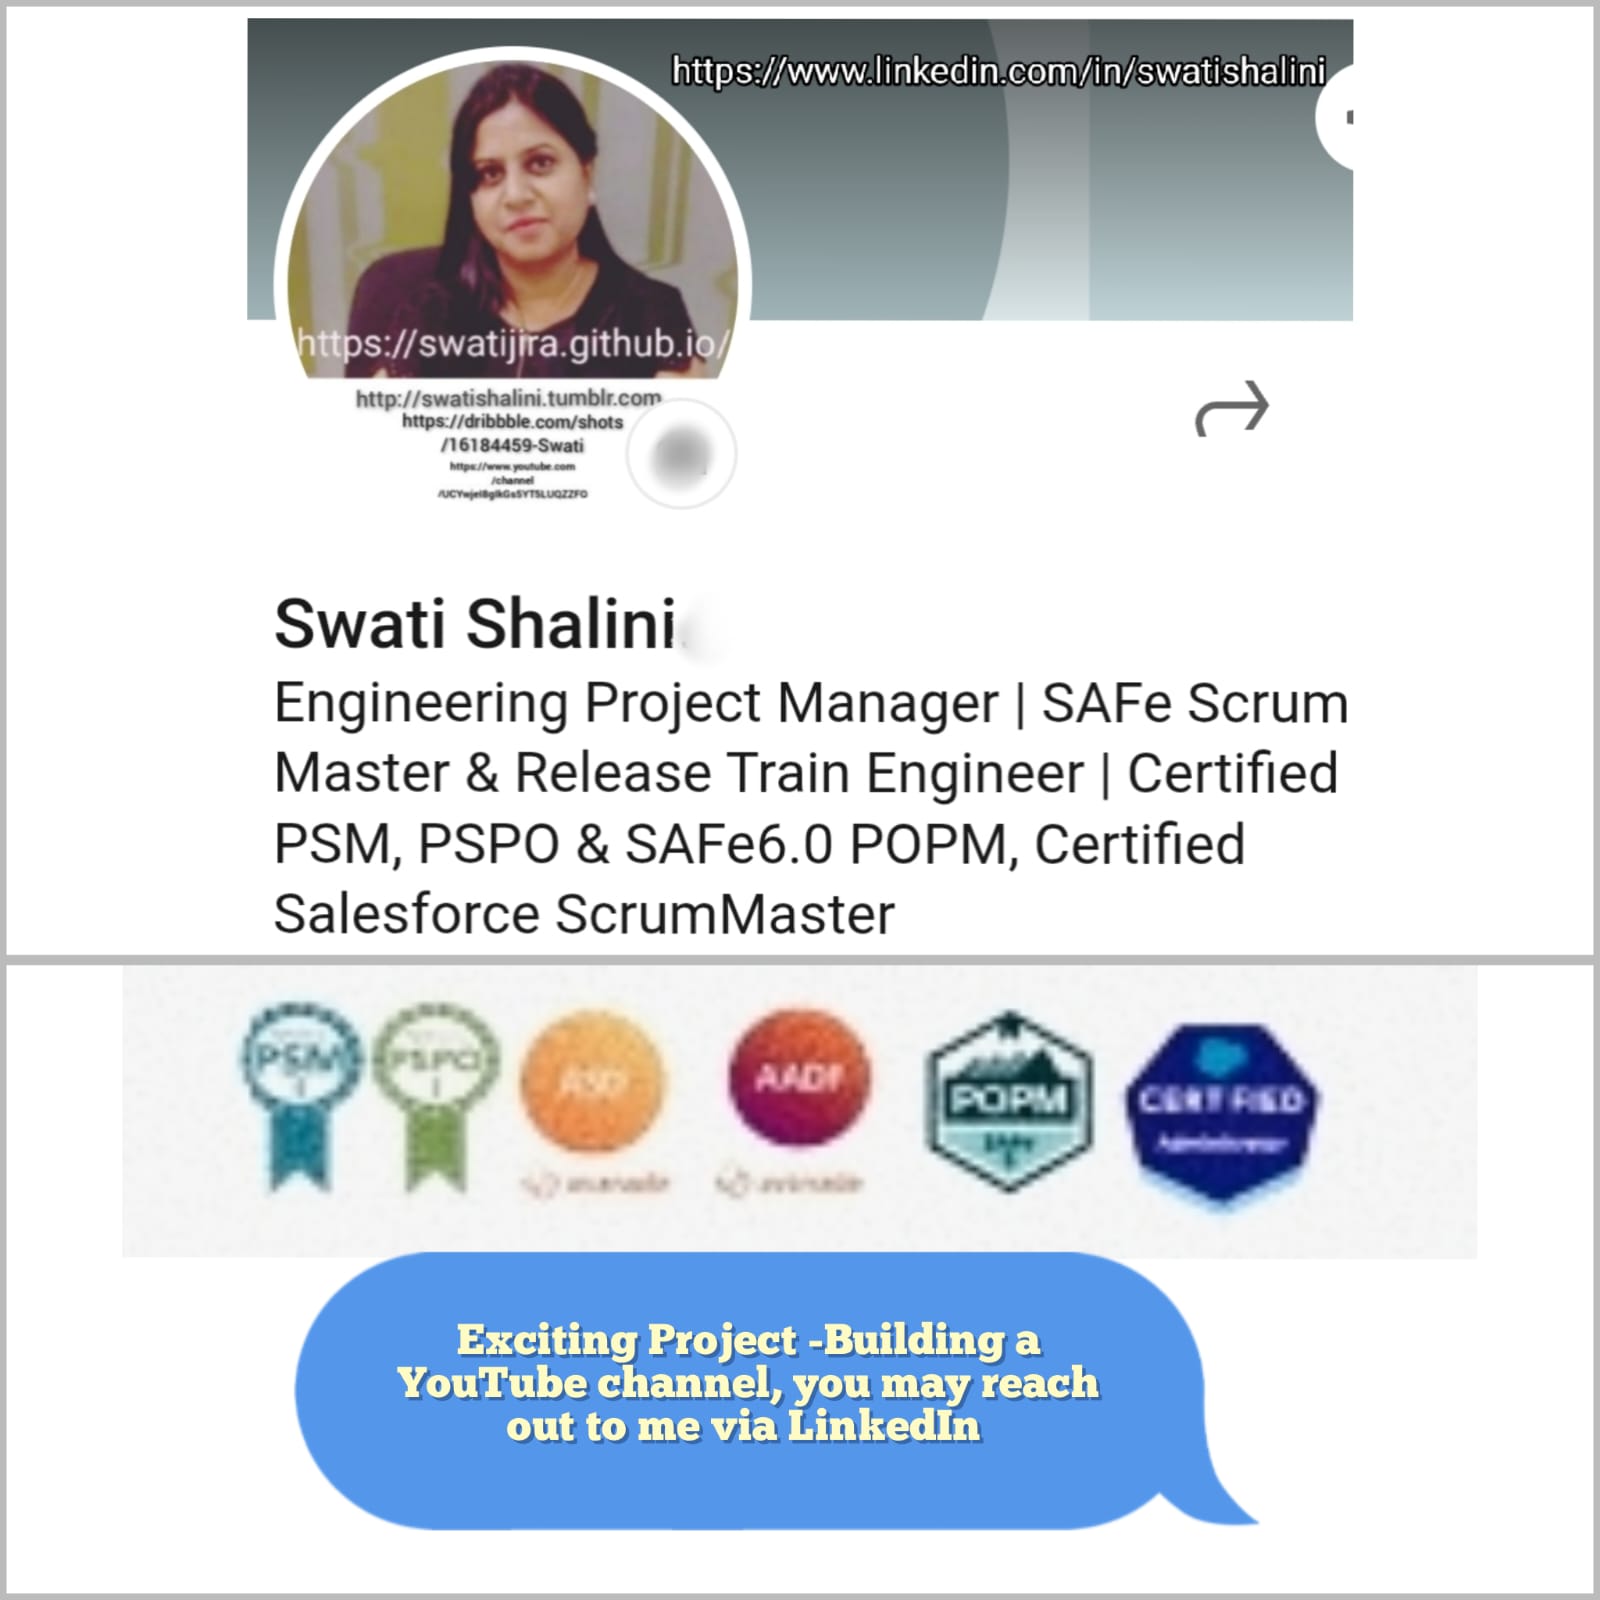 https://www.linkedin.com/in/swatishalini
https://swatijira.github.io/
http://swatishalini.tumblr.com
https://dribbble.com/shots
/16184459-Swati
https://www.youtube.com
/channel
Swati Shalini
Engineering Project Manager | SAFe Scrum
Master & Release Train Engineer | Certified
PSM, PSPO & SAFe6.0 POPM, Certified
Salesforce ScrumMaster
PSM I
PSPO I
AADF
avanade
avanade
POPM
CERTIFIED
Administrator
Exciting Project -Building a
YouTube channel, you may reach
out to me via LinkedIn